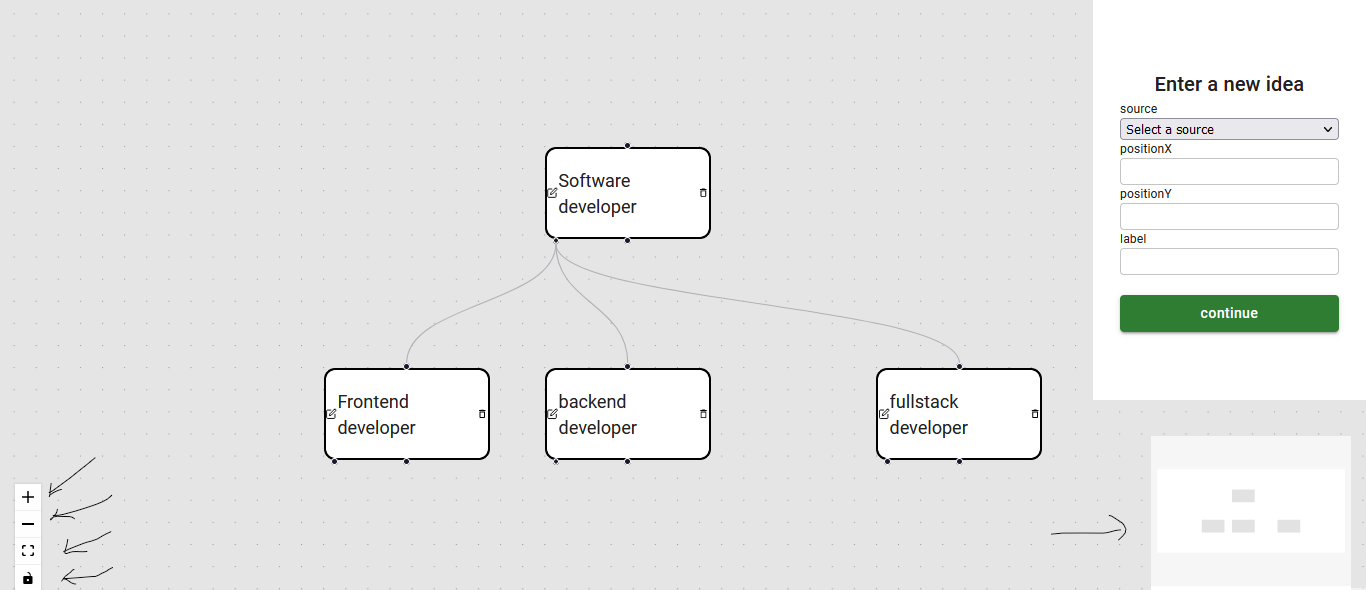 Enter a new idea
source
Select a source
positionX
positionY
label
continue
Software
developer
Frontend
developer
backend
developer
fullstack
developer